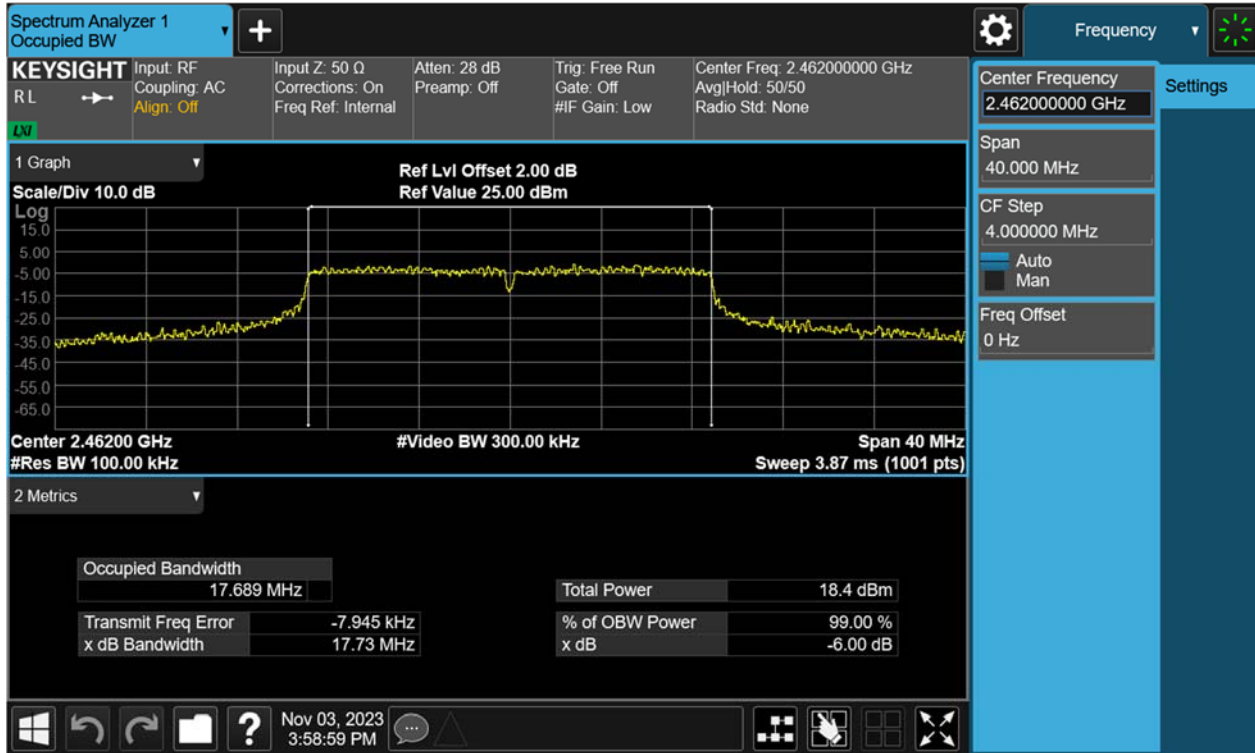 Spectrum Analyzer 1
Occupied BW
Frequency
KEYSIGHT
R L
LXI
Input: RF
Coupling: AC
Align: Off
Input Z: 50 Ω
Corrections: On
Freq Ref: Internal
Atten: 28 dB
Preamp: Off
Trig: Free Run
Gate: Off
#IF Gain: Low
Center Freq: 2.462000000 GHz
Avg|Hold: 50/50
Radio Std: None
Center Frequency
2.462000000 GHz
Settings
Span
40.000 MHz
CF Step
4.000000 MHz
Auto
Man
Freq Offset
0 Hz
1 Graph
Scale/Div 10.0 dB
Ref Lvl Offset 2.00 dB
Ref Value 25.00 dBm
Log
15.0
5.00
-5.00
-15.0
-25.0
-35.0
-45.0
-55.0
-65.0
Center 2.46200 GHz
#Video BW 300.00 kHz
Span 40 MHz
#Res BW 100.00 kHz
Sweep 3.87 ms (1001 pts)
2 Metrics
Occupied Bandwidth
17.689 MHz
Total Power 18.4 dBm
Transmit Freq Error -7.945 kHz
% of OBW Power 99.00 %
x dB Bandwidth 17.73 MHz
x dB -6.00 dB
?
Nov 03, 2023
3:58:59 PM